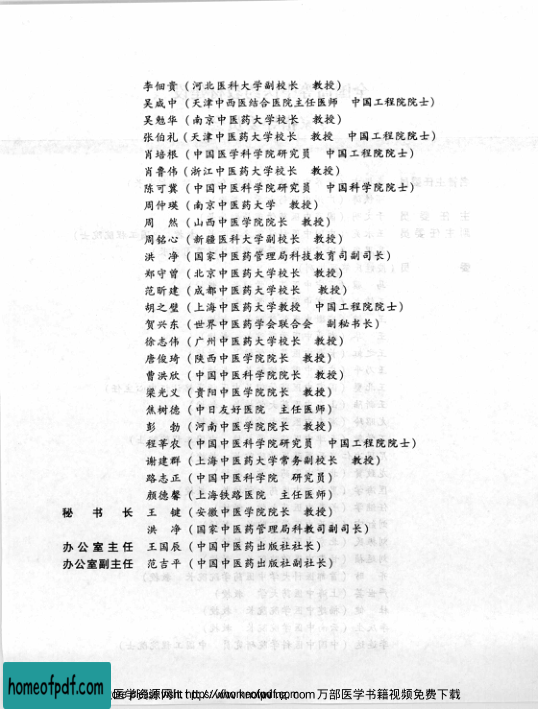 李佃贵（河北医科大学副校长　教授）
吴咸中（天津中西医结合医院主任医师　中国工程院院士）
吴勉华（南京中医药大学校长　教授）
张伯礼（天津中医药大学校长　教授　中国工程院院士）
肖培根（中国医学科学院研究员　中国工程院院士）
肖鲁伟（浙江中医药大学校长　教授）
陈可冀（中国中医科学院研究员　中国科学院院士）
周仲瑛（南京中医药大学　教授）
周　然（山西中医学院院长　教授）
周铭心（新疆医科大学副校长　教授）
洪　净（国家中医药管理局科技教育司副司长）
郑守曾（北京中医药大学校长　教授）
范昕建（成都中医药大学校长　教授）
胡之璧（上海中医药大学教授　中国工程院院士）
贺兴东（世界中医药学会联合会　副秘书长）
徐志伟（广州中医药大学校长　教授）
唐俊琦（陕西中医学院院长　教授）
曹洪欣（中国中医科学院院长　教授）
梁光义（贵阳中医学院院长　教授）
焦树德（中日友好医院　主任医师）
彭　勃（河南中医学院院长　教授）
程莘农（中国中医科学院研究员　中国工程院院士）
谢建群（上海中医药大学常务副校长　教授）
路志正（中国中医科学院　研究员）
颜德馨（上海铁路医院　主任医师）
秘　书　长　王　键（安徽中医学院院长　教授）
洪　净（国家中医药管理局科教司副司长）
办公室主任　王国辰（中国中医药出版社社长）
办公室副主任　范吉平（中国中医药出版社副社长）
homeofpdf.com
医学资源网
万部医学书籍视频免费下载